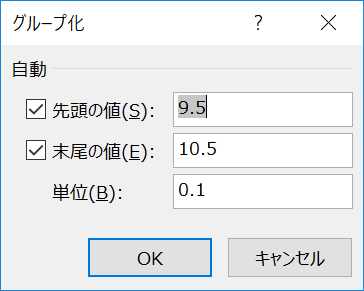 グループ化
?
自動
先頭の値(S): 9.5
末尾の値(E): 10.5
単位(B): 0.1
OK キャンセル